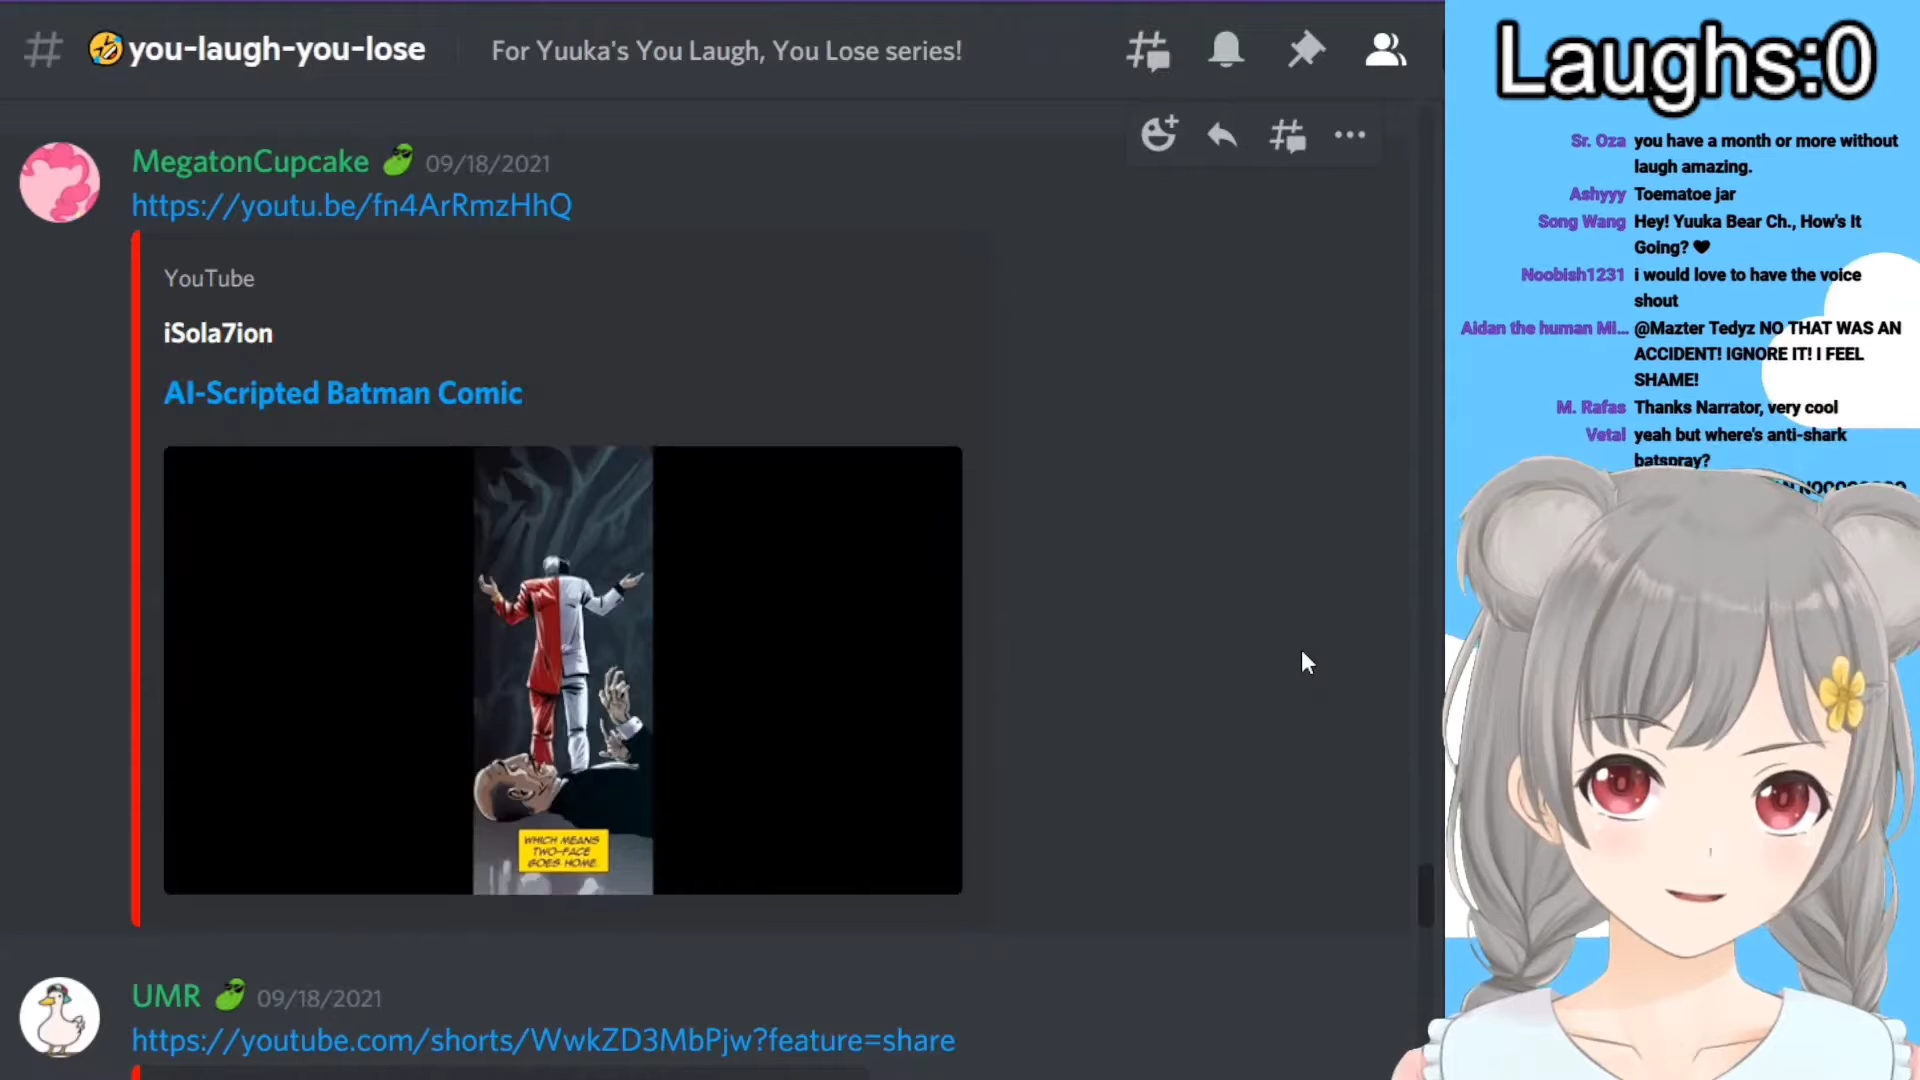 🤣you-laugh-you-lose
For Yuuka's You Laugh, You Lose series!
MegatonCupcake 09/18/2021
https://youtu.be/fn4ArRmzHhQ
YouTube
iSola7ion
AI-Scripted Batman Comic
WHICH MEANS
TWO-FACE
GOES HOME.
UMR 09/18/2021
https://youtube.com/shorts/WwkZD3MbPjw?feature=share
Laughs:0
Sr. Oza you have a month or more without
laugh amazing.
Ashyyy Toematoe jar
Song Wang Hey! Yuuka Bear Ch., How's It
Going? ♥
Noobish1231 i would love to have the voice
shout
Aidan the human Mi... @Mazter Tedyz NO THAT WAS AN
ACCIDENT! IGNORE IT! I FEEL
SHAME!
M. Rafas Thanks Narrator, very cool
Vetal yeah but where's anti-shark
batspray?